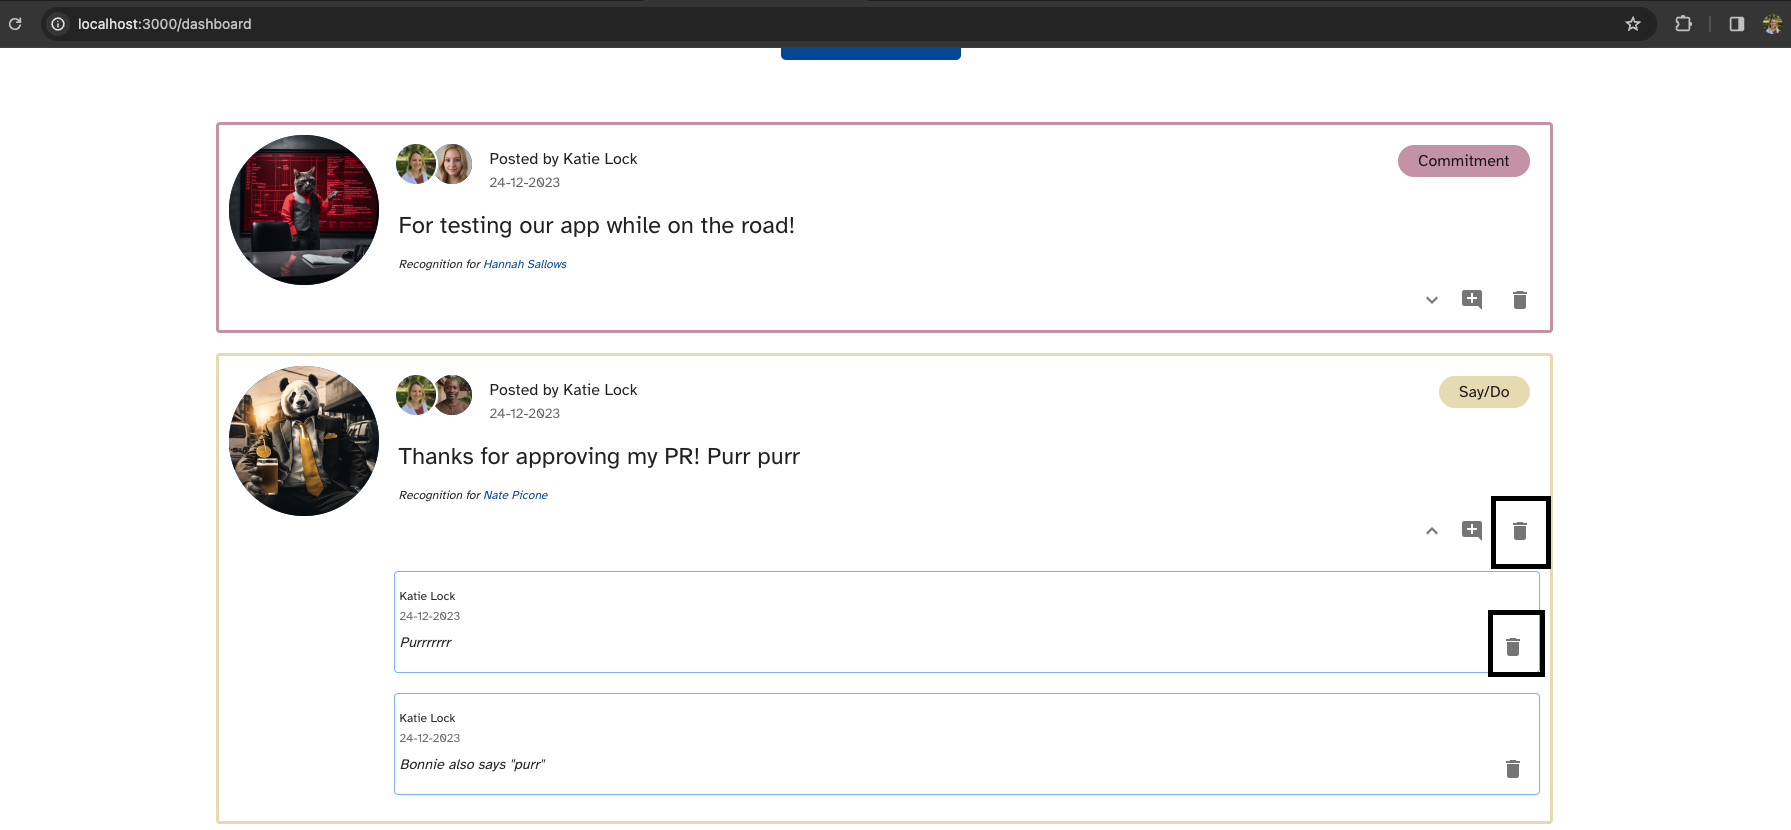 localhost:3000/dashboard
Posted by Katie Lock
24-12-2023
Commitment
For testing our app while on the road!
Recognition for Hannah Sallows
Posted by Katie Lock
24-12-2023
Say/Do
Thanks for approving my PR! Purr purr
Recognition for Nate Picone
Katie Lock
24-12-2023
Purrrrrrr
Katie Lock
24-12-2023
Bonnie also says "purr"